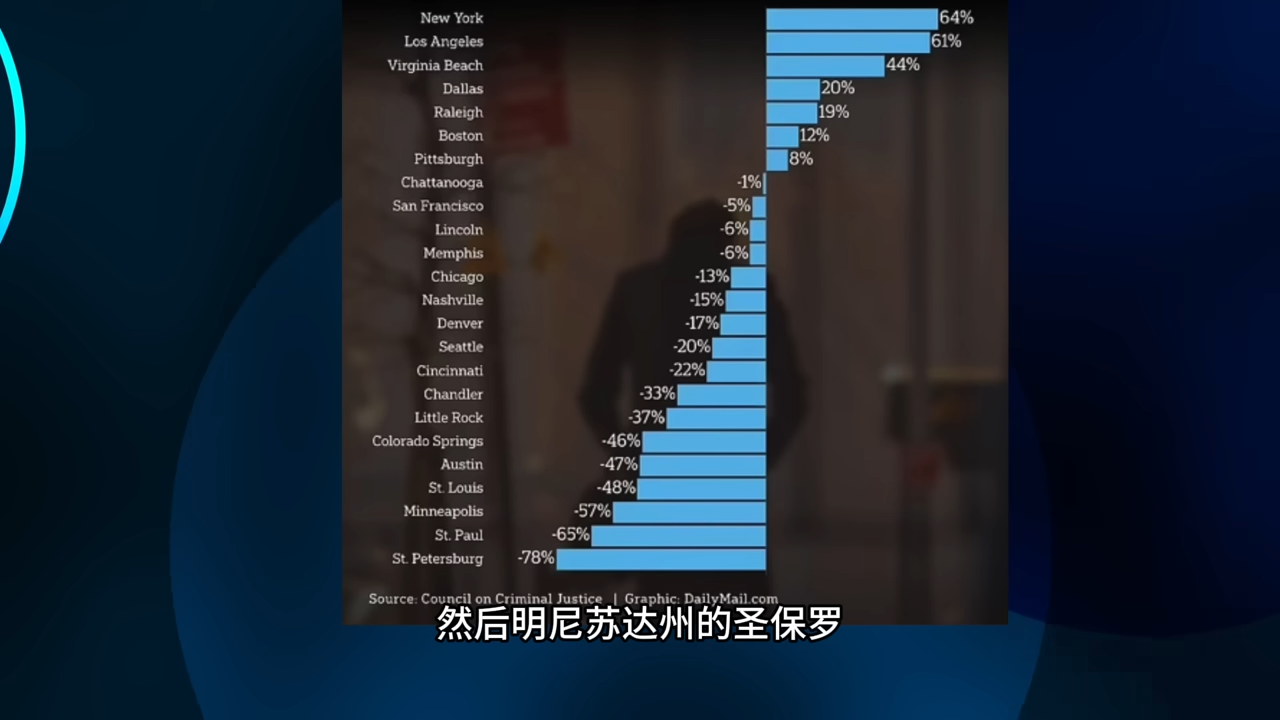 New York 64%
Los Angeles 61%
Virginia Beach 44%
Dallas 20%
Raleigh 19%
Boston 12%
Pittsburgh 8%
Chattanooga -1%
San Francisco -5%
Lincoln -6%
Memphis -6%
Chicago -13%
Nashville -15%
Denver -17%
Seattle -20%
Cincinnati -22%
Chandler -33%
Little Rock -37%
Colorado Springs -46%
Austin -47%
St. Louis -48%
Minneapolis -57%
St. Paul -65%
St. Petersburg -78%
Source: Council on Criminal Justice | Graphic: DailyMail.com
然后明尼苏达州的圣保罗